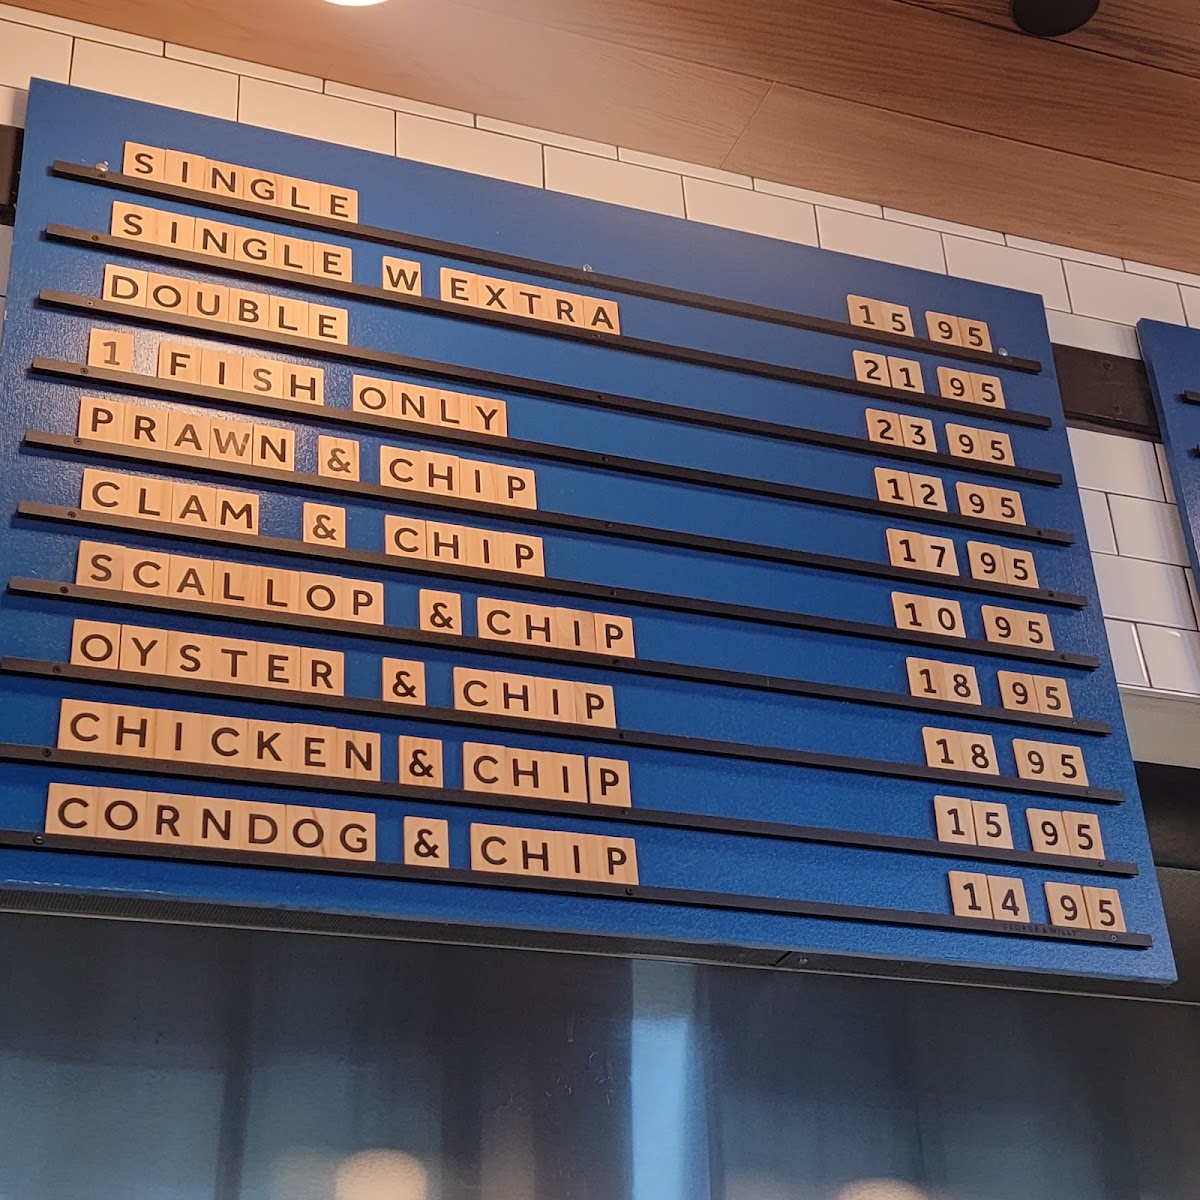 SINGLE 15 95
SINGLE W EXTRA 21 95
DOUBLE 23 95
1 FISH ONLY 12 95
PRAWN & CHIP 17 95
CLAM & CHIP 10 95
SCALLOP & CHIP 18 95
OYSTER & CHIP 18 95
CHICKEN & CHIP 15 95
CORNDOG & CHIP 14 95
GEORGE & WILLY